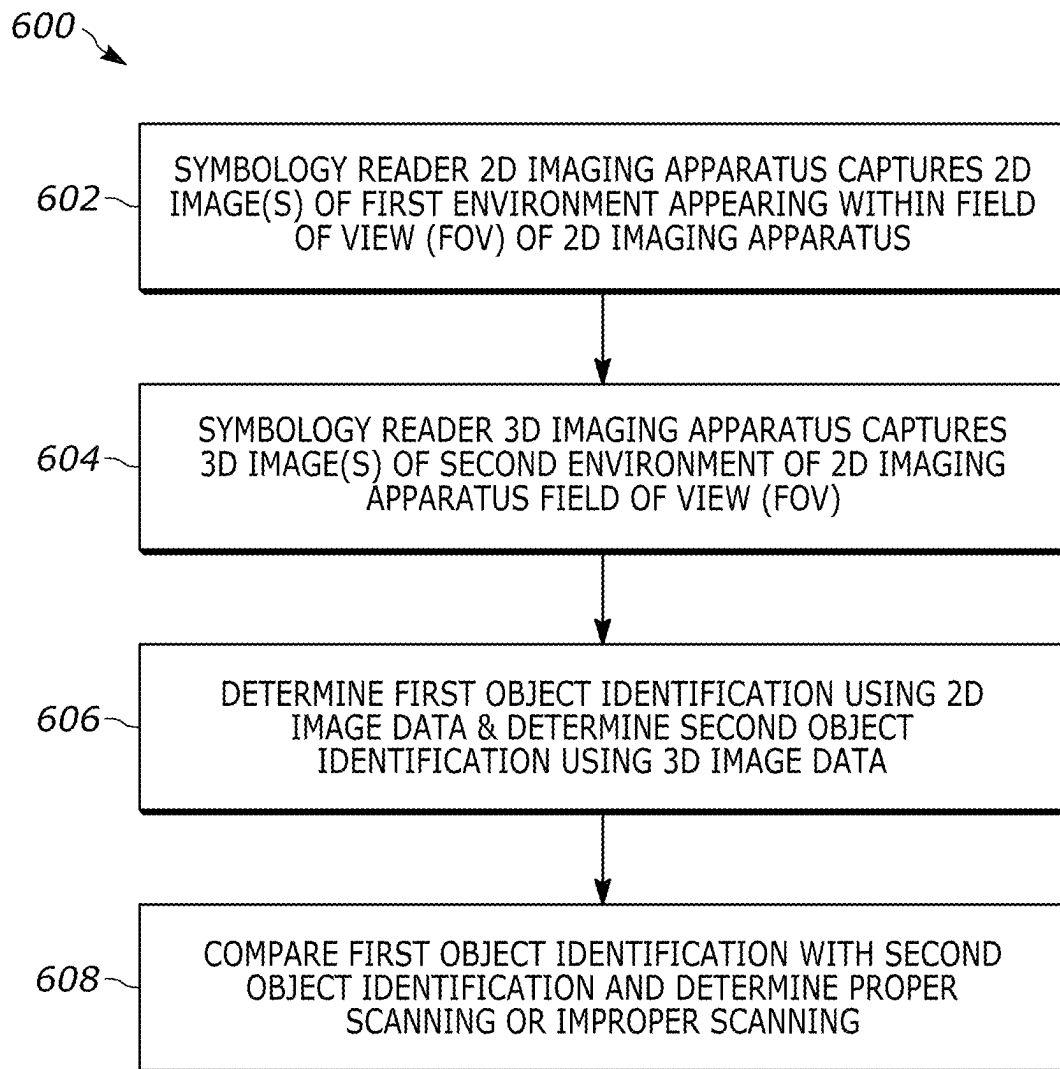 600
602
SYMBOLOGY READER 2D IMAGING APPARATUS CAPTURES 2D
IMAGE(S) OF FIRST ENVIRONMENT APPEARING WITHIN FIELD
OF VIEW (FOV) OF 2D IMAGING APPARATUS
604
SYMBOLOGY READER 3D IMAGING APPARATUS CAPTURES
3D IMAGE(S) OF SECOND ENVIRONMENT OF 2D IMAGING
APPARATUS FIELD OF VIEW (FOV)
606
DETERMINE FIRST OBJECT IDENTIFICATION USING 2D
IMAGE DATA & DETERMINE SECOND OBJECT
IDENTIFICATION USING 3D IMAGE DATA
608
COMPARE FIRST OBJECT IDENTIFICATION WITH SECOND
OBJECT IDENTIFICATION AND DETERMINE PROPER
SCANNING OR IMPROPER SCANNING